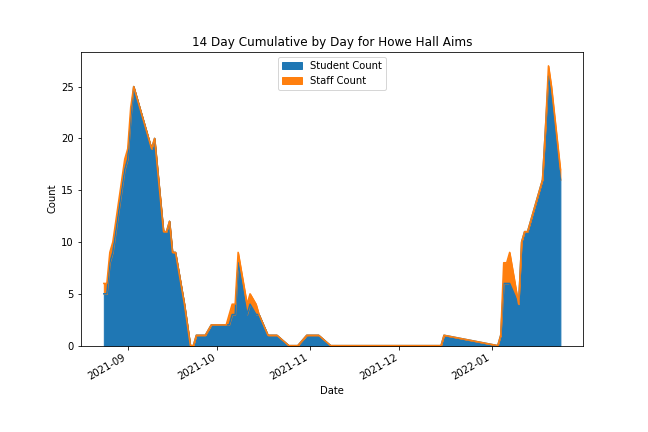 14 Day Cumulative by Day for Howe Hall Aims
Student Count
Staff Count
25
20
15
10
5
0
Count
2021-09
2021-10
2021-11
2021-12
2022-01
Date